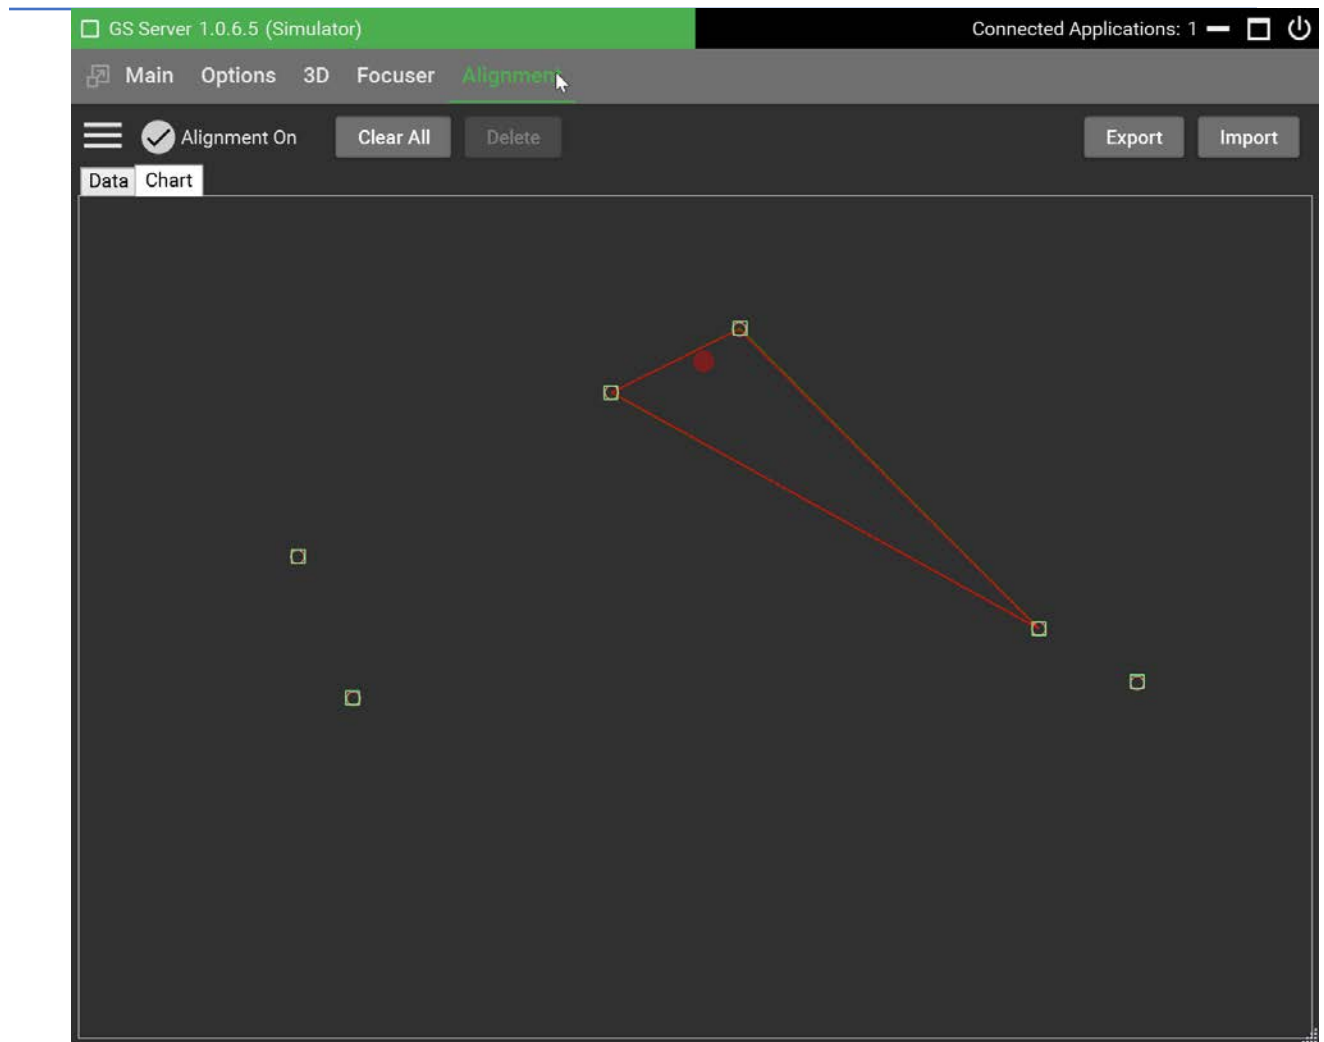 GS Server 1.0.6.5 (Simulator) Connected Applications: 1
Main Options 3D Focuser Alignment
Alignment On Clear All Delete Export Import
Data Chart